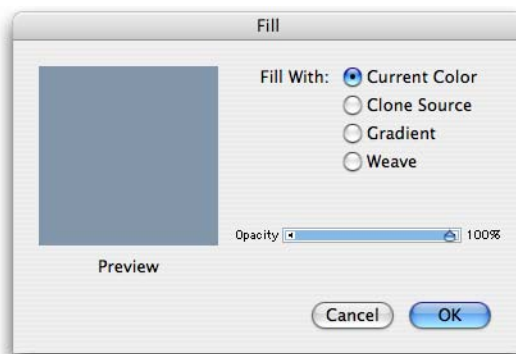 Fill
Fill With: Current Color
Clone Source
Gradient
Weave
Opacity 100%
Preview
Cancel OK